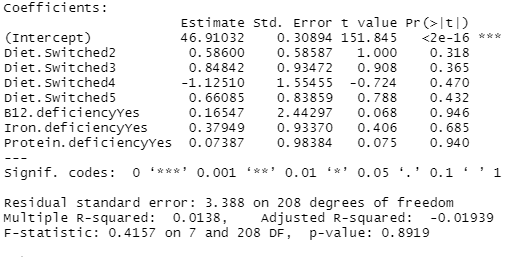 Coefficients:
Estimate Std. Error t value Pr(>|t|)
(Intercept) 46.91032 0.30894 151.845 <2e-16 ***
Diet.Switched2 0.58600 0.58587 1.000 0.318
Diet.Switched3 0.84842 0.93472 0.908 0.365
Diet.Switched4 -1.12510 1.55455 -0.724 0.470
Diet.Switched5 0.66085 0.83859 0.788 0.432
B12.deficiencyYes 0.16547 2.44297 0.068 0.946
Iron.deficiencyYes 0.37949 0.93370 0.406 0.685
Protein.deficiencyYes 0.07387 0.98384 0.075 0.940
---
Signif. codes: 0 ‘***’ 0.001 ‘**’ 0.01 ‘*’ 0.05 ‘.’ 0.1 ‘ ’ 1
Residual standard error: 3.388 on 208 degrees of freedom
Multiple R-squared: 0.0138, Adjusted R-squared: -0.01939
F-statistic: 0.4157 on 7 and 208 DF, p-value: 0.8919